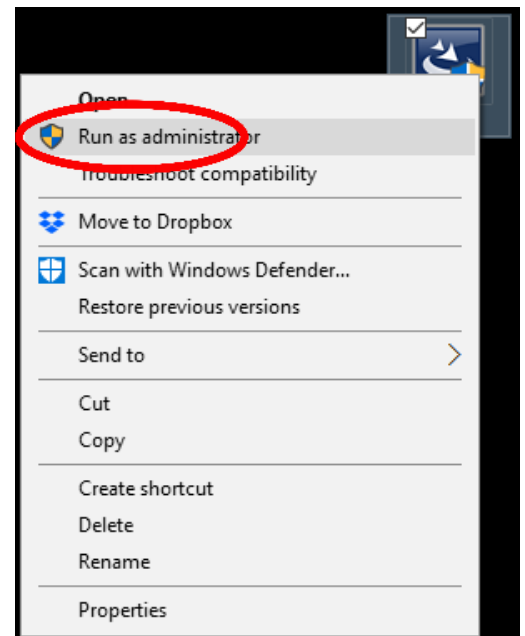 Open
Run as administrator
Troubleshoot compatibility
Move to Dropbox
Scan with Windows Defender...
Restore previous versions
Send to
Cut
Copy
Create shortcut
Delete
Rename
Properties